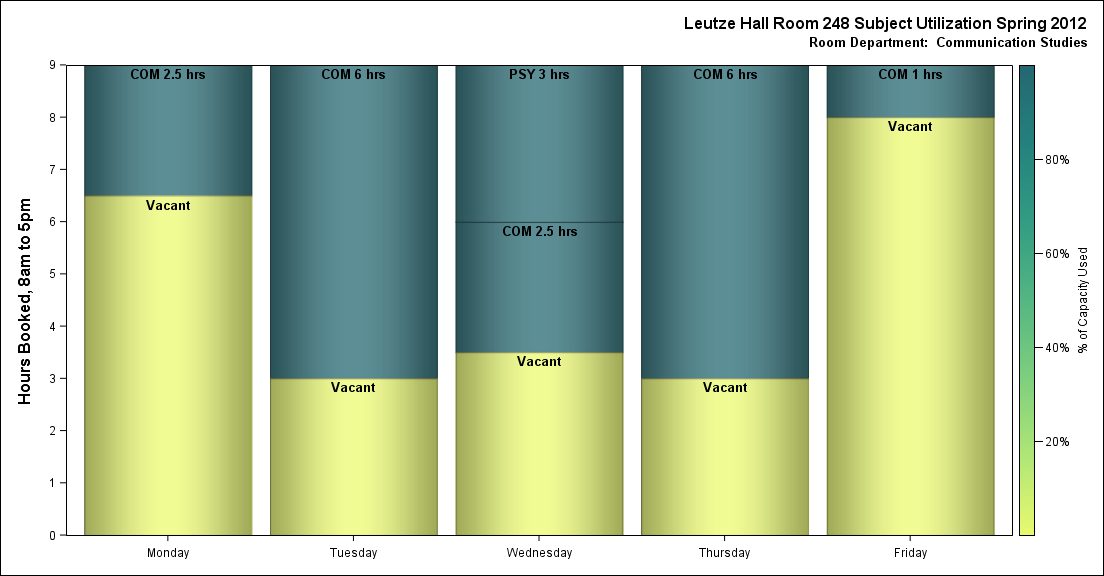 Leutze Hall Room 248 Subject Utilization Spring 2012
Room Department:  Communication Studies
Hours Booked, 8am to 5pm
9
8
7
6
5
4
3
2
1
0
COM 2.5 hrs
Vacant
COM 6 hrs
Vacant
PSY 3 hrs
COM 2.5 hrs
Vacant
COM 6 hrs
Vacant
COM 1 hrs
Vacant
Monday
Tuesday
Wednesday
Thursday
Friday
80%
60%
40%
20%
% of Capacity Used